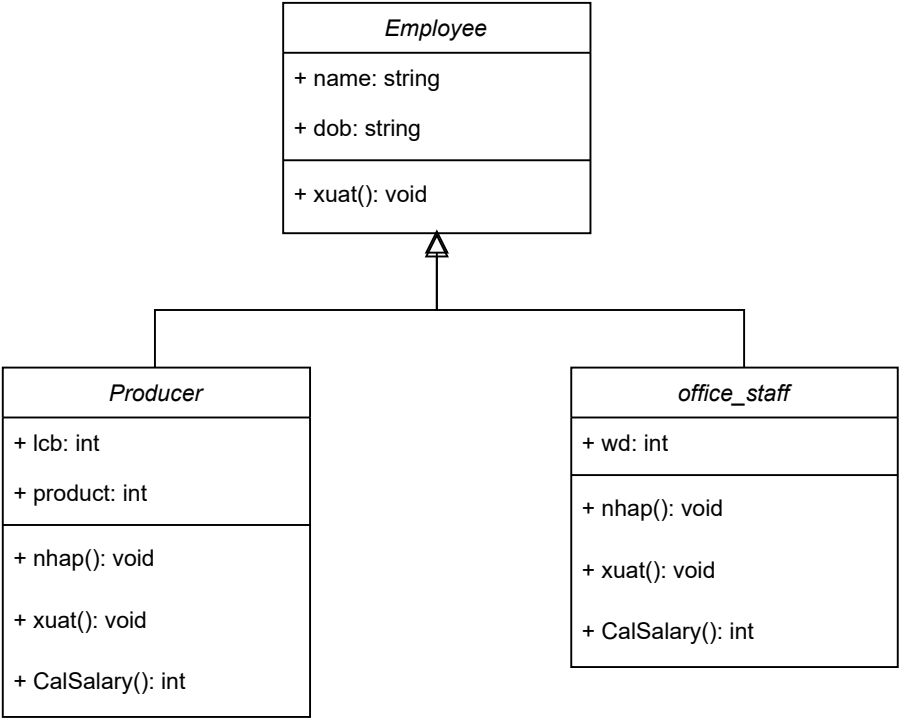 Employee
+ name: string
+ dob: string
+ xuat(): void
Producer
+ lcb: int
+ product: int
+ nhap(): void
+ xuat(): void
+ CalSalary(): int
office_staff
+ wd: int
+ nhap(): void
+ xuat(): void
+ CalSalary(): int